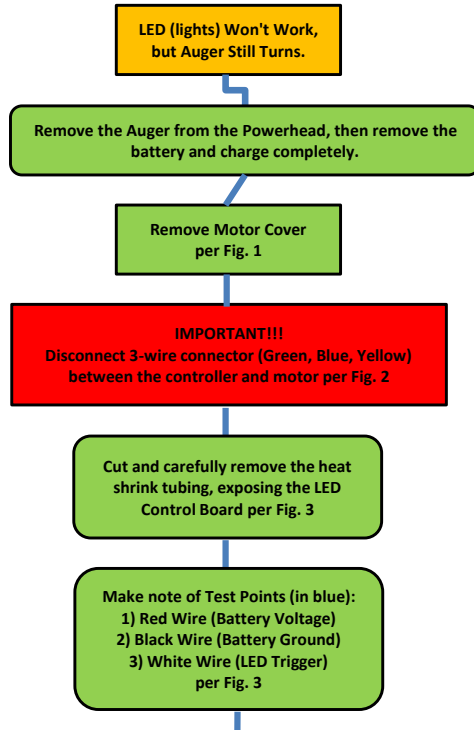 LED (lights) Won't Work,
but Auger Still Turns.
Remove the Auger from the Powerhead, then remove the
battery and charge completely.
Remove Motor Cover
per Fig. 1
IMPORTANT!!!
Disconnect 3-wire connector (Green, Blue, Yellow)
between the controller and motor per Fig. 2
Cut and carefully remove the heat
shrink tubing, exposing the LED
Control Board per Fig. 3
Make note of Test Points (in blue):
1) Red Wire (Battery Voltage)
2) Black Wire (Battery Ground)
3) White Wire (LED Trigger)
per Fig. 3